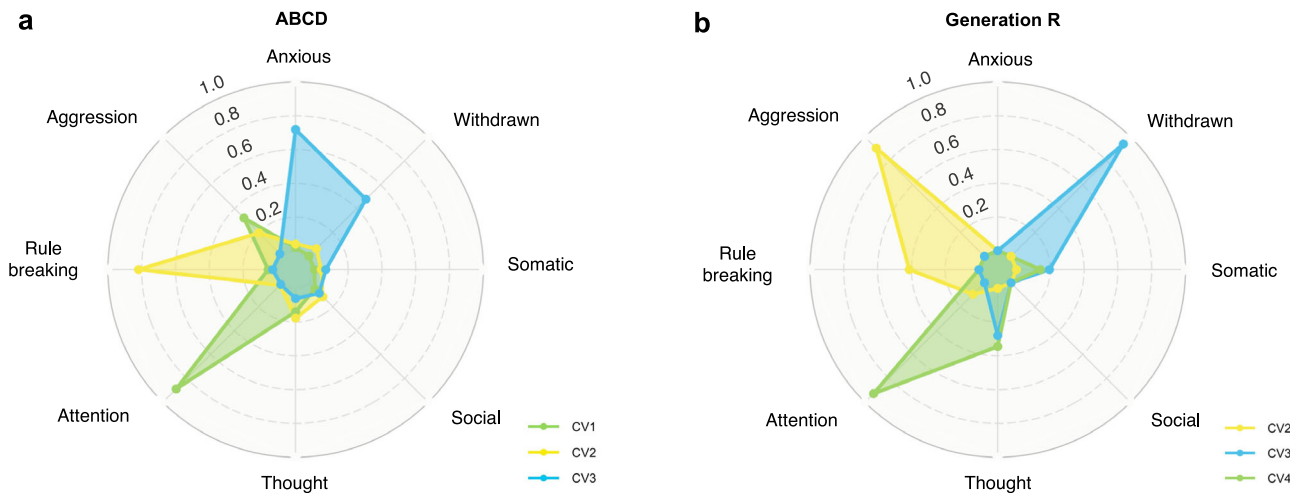 a
ABCD
Anxious
Withdrawn
Somatic
Social
Thought
Attention
Rule
breaking
Aggression
1.0
0.8
0.6
0.4
0.2
CV1
CV2
CV3
b
Generation R
Anxious
Withdrawn
Somatic
Social
Thought
Attention
Rule
breaking
Aggression
1.0
0.8
0.6
0.4
0.2
CV2
CV3
CV4